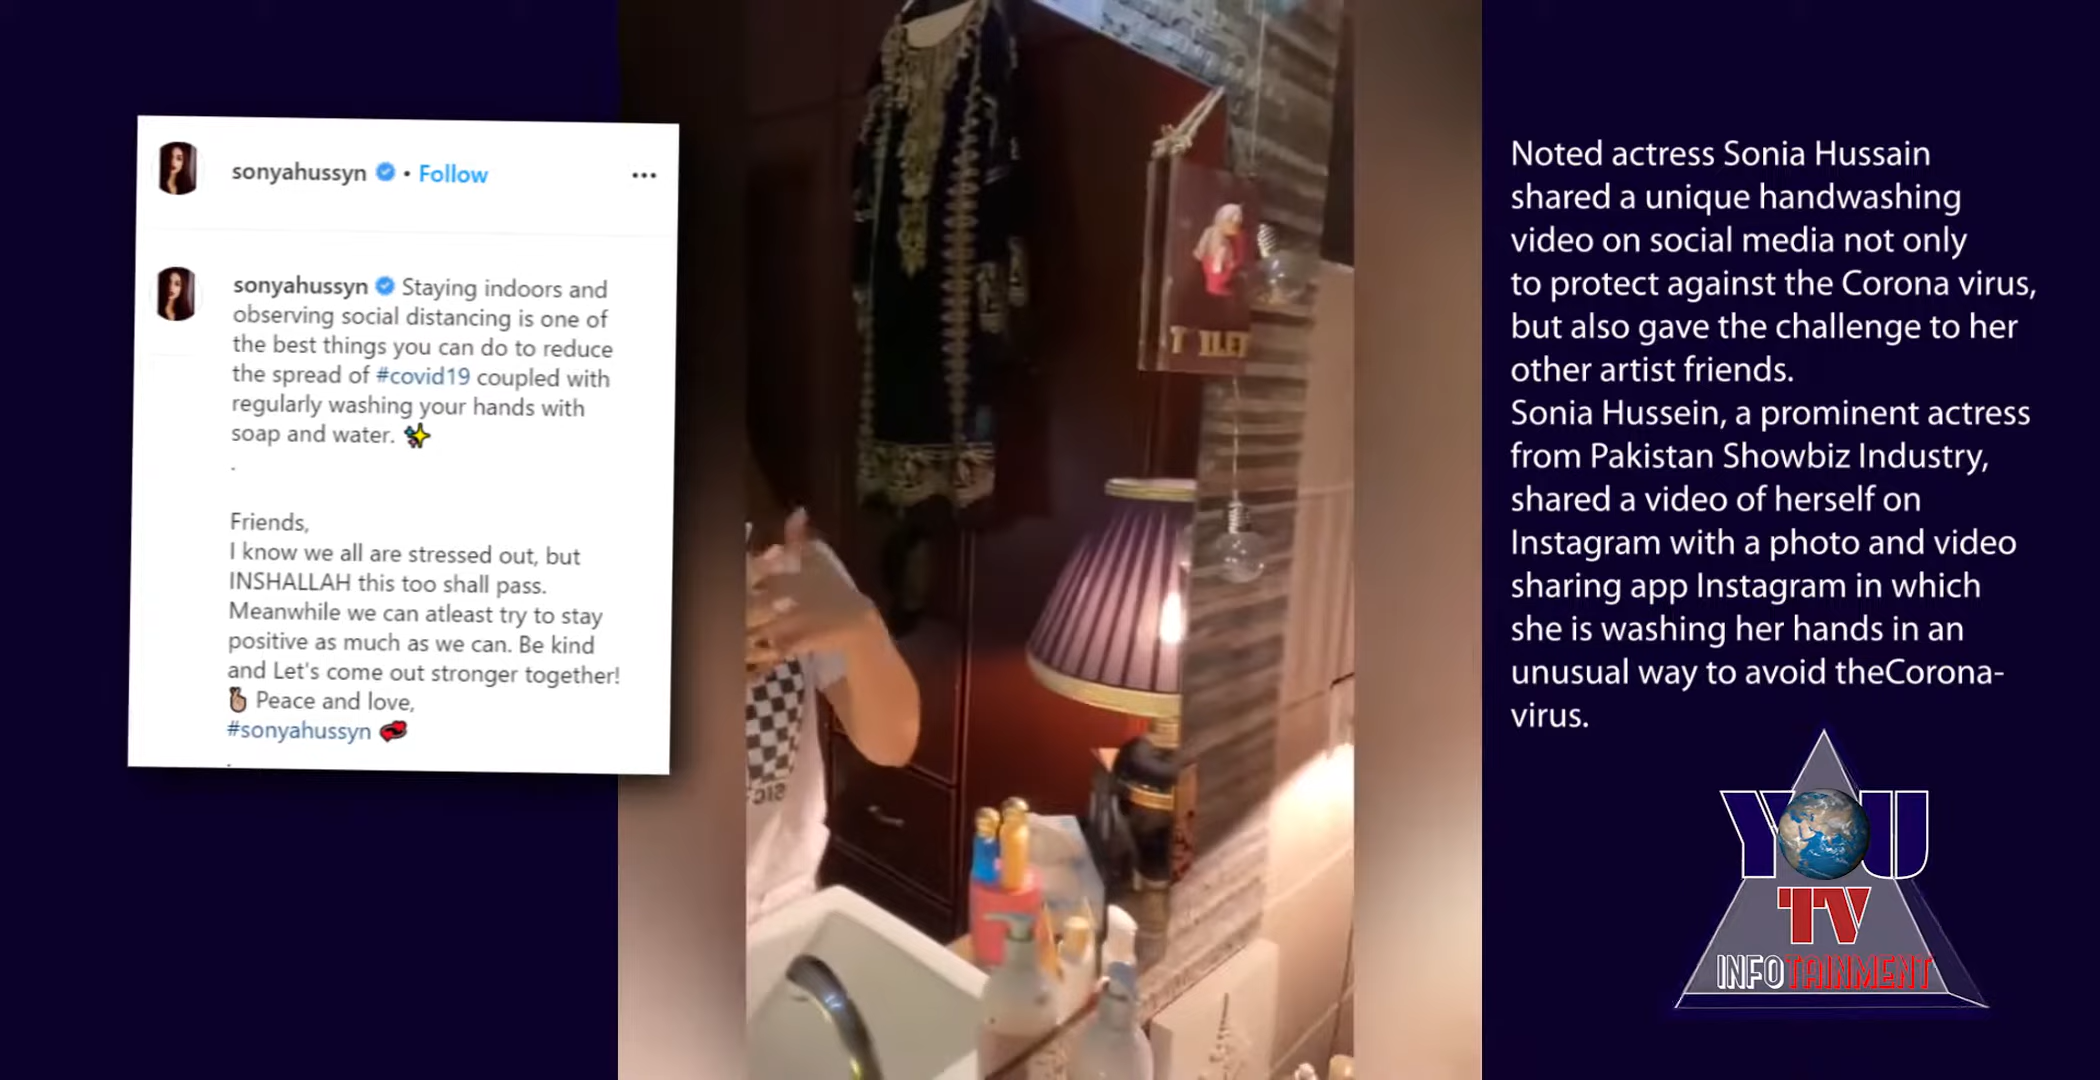 sonyahussyn • Follow
sonyahussyn Staying indoors and
observing social distancing is one of
the best things you can do to reduce
the spread of #covid19 coupled with
regularly washing your hands with
soap and water. ✨
.
Friends,
I know we all are stressed out, but
INSHALLAH this too shall pass.
Meanwhile we can atleast try to stay
positive as much as we can. Be kind
and Let's come out stronger together!
Peace and love,
#sonyahussyn
Noted actress Sonia Hussain
shared a unique handwashing
video on social media not only
to protect against the Corona virus,
but also gave the challenge to her
other artist friends.
Sonia Hussein, a prominent actress
from Pakistan Showbiz Industry,
shared a video of herself on
Instagram with a photo and video
sharing app Instagram in which
she is washing her hands in an
unusual way to avoid theCorona-
virus.
YOU
TV
INFOTAINMENT